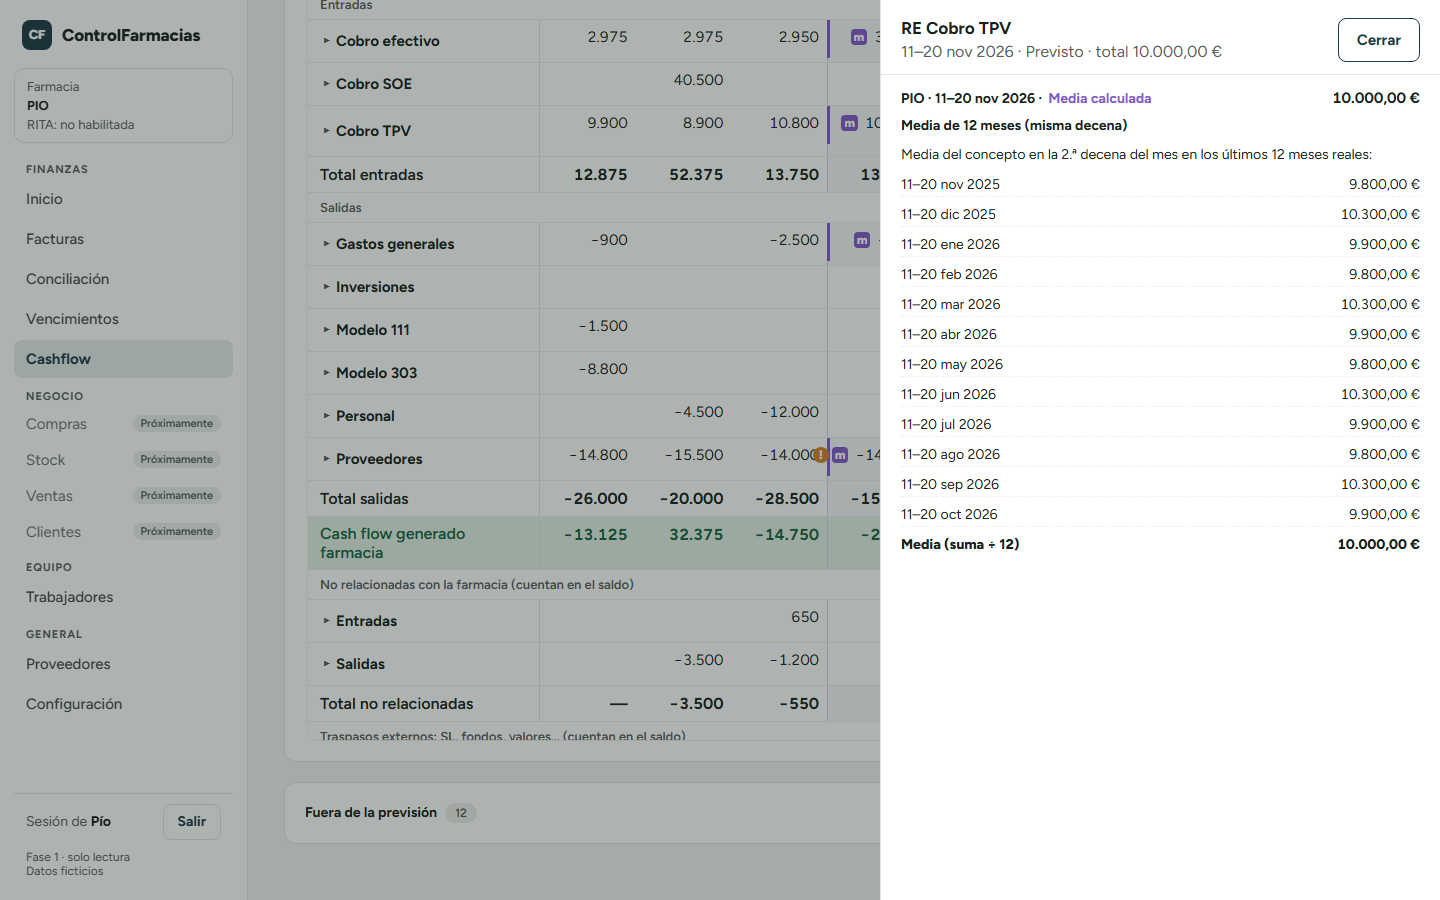 CF ControlFarmacias
Farmacia
PIO
RITA: no habilitada
FINANZAS
Inicio
Facturas
Conciliación
Vencimientos
Cashflow
NEGOCIO
Compras Próximamente
Stock Próximamente
Ventas Próximamente
Clientes Próximamente
EQUIPO
Trabajadores
GENERAL
Proveedores
Configuración
Sesión de Pío Salir
Fase 1 · solo lectura
Datos ficticios
Entradas
▸ Cobro efectivo 2.975 2.975 2.950 m
▸ Cobro SOE 40.500
▸ Cobro TPV 9.900 8.900 10.800 m 10
Total entradas 12.875 52.375 13.750 13
Salidas
▸ Gastos generales -900 -2.500 m -
▸ Inversiones
▸ Modelo 111 -1.500
▸ Modelo 303 -8.800
▸ Personal -4.500 -12.000
▸ Proveedores -14.800 -15.500 -14.000 ! m -14
Total salidas -26.000 -20.000 -28.500 -15
Cash flow generado
farmacia -13.125 32.375 -14.750 -2
No relacionadas con la farmacia (cuentan en el saldo)
▸ Entradas 650
▸ Salidas -3.500 -1.200
Total no relacionadas — -3.500 -550
Traspasos externos: SL, fondos, valores… (cuentan en el saldo)
Fuera de la previsión 12
RE Cobro TPV
11–20 nov 2026 · Previsto · total 10.000,00 €
Cerrar
PIO · 11–20 nov 2026 · Media calculada 10.000,00 €
Media de 12 meses (misma decena)
Media del concepto en la 2.ª decena del mes en los últimos 12 meses reales:
11–20 nov 2025 9.800,00 €
11–20 dic 2025 10.300,00 €
11–20 ene 2026 9.900,00 €
11–20 feb 2026 9.800,00 €
11–20 mar 2026 10.300,00 €
11–20 abr 2026 9.900,00 €
11–20 may 2026 9.800,00 €
11–20 jun 2026 10.300,00 €
11–20 jul 2026 9.900,00 €
11–20 ago 2026 9.800,00 €
11–20 sep 2026 10.300,00 €
11–20 oct 2026 9.900,00 €
Media (suma ÷ 12) 10.000,00 €